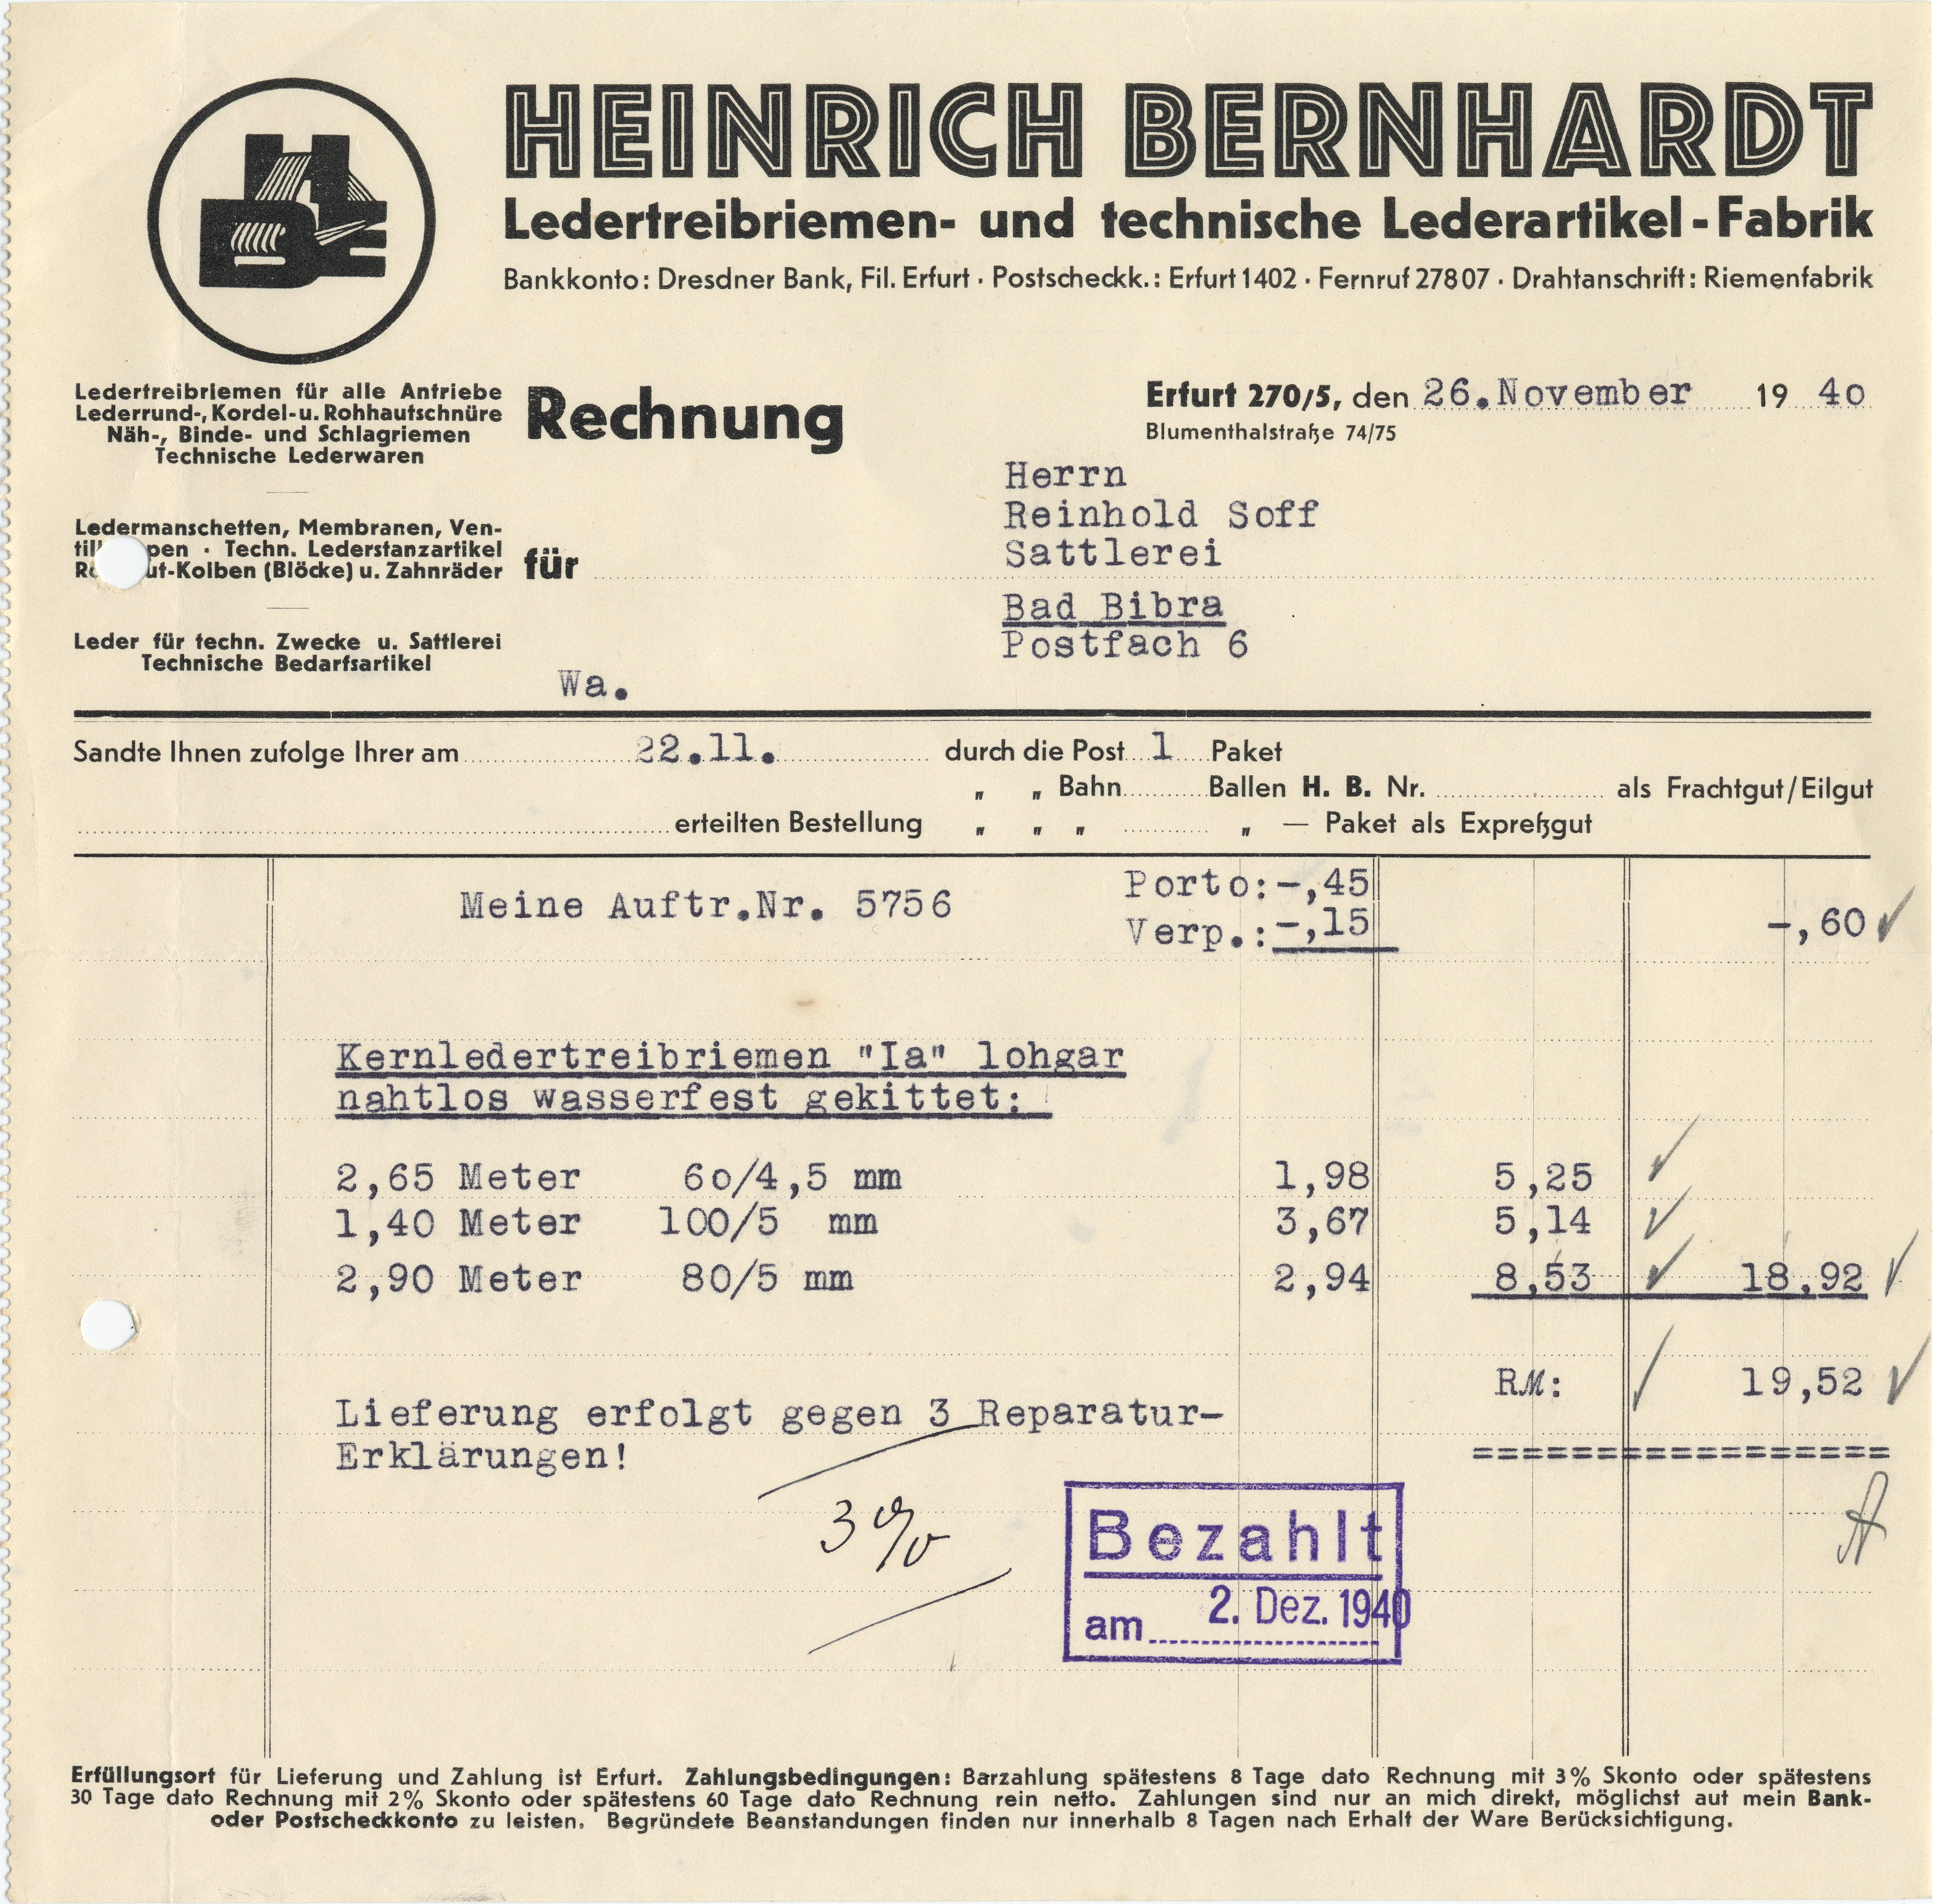 HEINRICH BERNHARDT
Ledertreibriemen- und technische Lederartikel-Fabrik
Bankkonto: Dresdner Bank, Fil. Erfurt · Postscheckk.: Erfurt 1402 · Fernruf 27807 · Drahtanschrift: Riemenfabrik
Ledertreibriemen für alle Antriebe
Lederrund-, Kordel- u. Rohhautschnüre
Näh-, Binde- und Schlagriemen
Technische Lederwaren
Ledermanschetten, Membranen, Ven-
· Techn. Lederstanzartikel
-Kolben (Blöcke) u. Zahnräder
Leder für techn. Zwecke u. Sattlerei
Technische Bedarfsartikel
Rechnung
Erfurt 270/5, den 26.November 19 40
Blumenthalstraße 74/75
für
Herrn
Reinhold Soff
Sattlerei
Bad Bibra
Postfach 6
Wa.
Sandte Ihnen zufolge Ihrer am 22.11. durch die Post 1 Paket
" " Bahn Ballen H. B. Nr. als Frachtgut/Eilgut
erteilten Bestellung " " " " — Paket als Expreßgut
Meine Auftr.Nr. 5756
Porto:-,45
Verp.:-,15
-,60
Kernledertreibriemen "Ia" lohgar
nahtlos wasserfest gekittet:
2,65 Meter 60/4,5 mm 1,98 5,25
1,40 Meter 100/5 mm 3,67 5,14
2,90 Meter 80/5 mm 2,94 8,53 18,92
RM: 19,52
Lieferung erfolgt gegen 3 Reparatur-
Erklärungen!
=================
3 %
Bezahlt
am 2. Dez. 1940
Erfüllungsort für Lieferung und Zahlung ist Erfurt. Zahlungsbedingungen: Barzahlung spätestens 8 Tage dato Rechnung mit 3% Skonto oder spätestens
30 Tage dato Rechnung mit 2% Skonto oder spätestens 60 Tage dato Rechnung rein netto. Zahlungen sind nur an mich direkt, möglichst auf mein Bank-
oder Postscheckkonto zu leisten. Begründete Beanstandungen finden nur innerhalb 8 Tagen nach Erhalt der Ware Berücksichtigung.